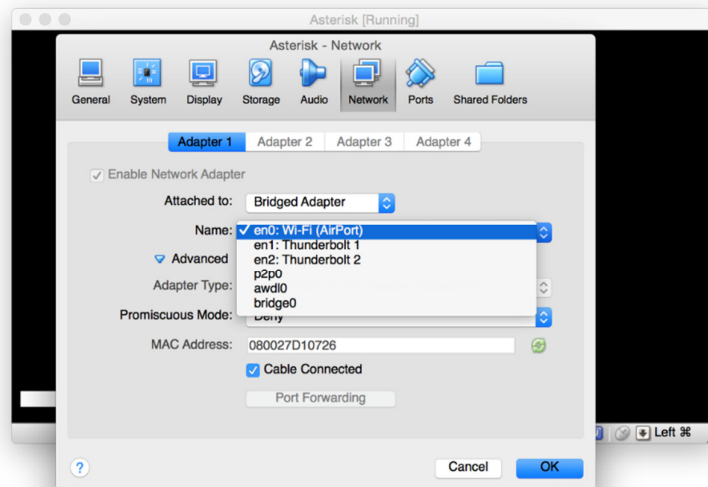 Asterisk [Running]
Asterisk - Network
General System Display Storage Audio Network Ports Shared Folders
Adapter 1 Adapter 2 Adapter 3 Adapter 4
Enable Network Adapter
Attached to: Bridged Adapter
Name: en0: Wi-Fi (AirPort)
en1: Thunderbolt 1
Advanced en2: Thunderbolt 2
p2p0
Adapter Type: awdl0
bridge0
Promiscuous Mode: Deny
MAC Address: 080027D10726
Cable Connected
Port Forwarding
Left ⌘
? Cancel OK